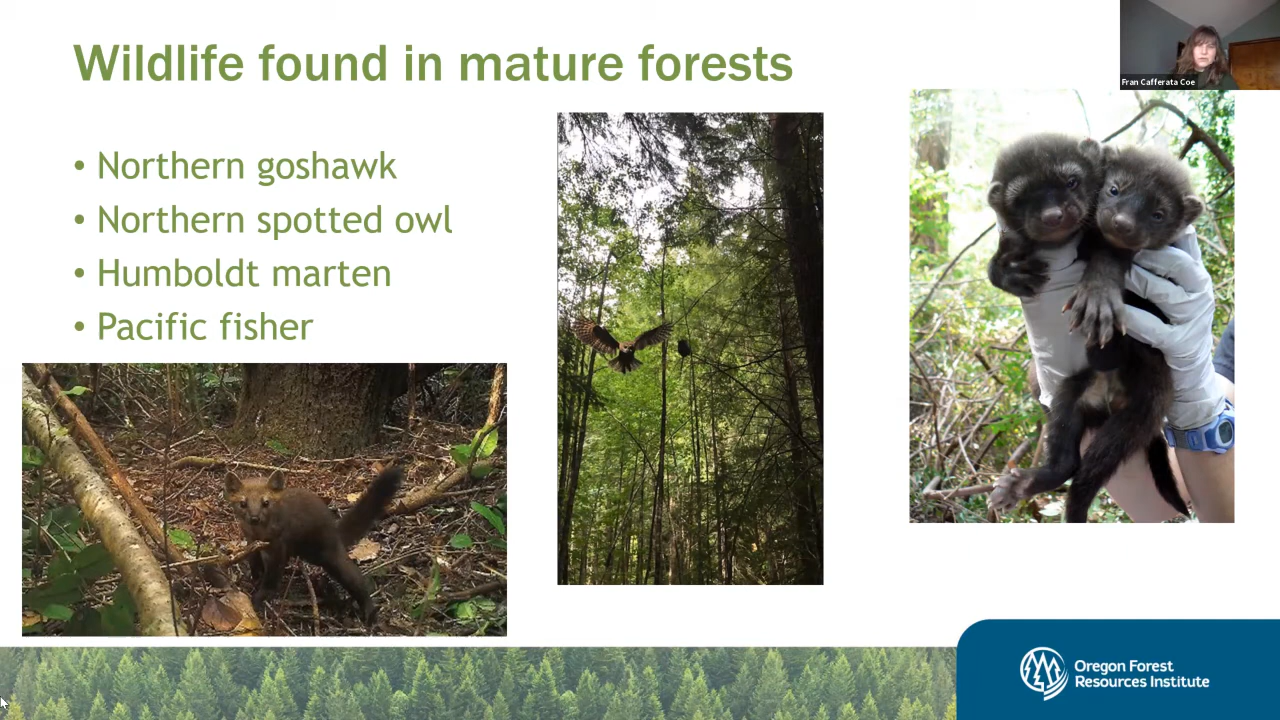 Wildlife found in mature forests
Fran Cafferata Coe
• Northern goshawk
• Northern spotted owl
• Humboldt marten
• Pacific fisher
Oregon Forest
Resources Institute